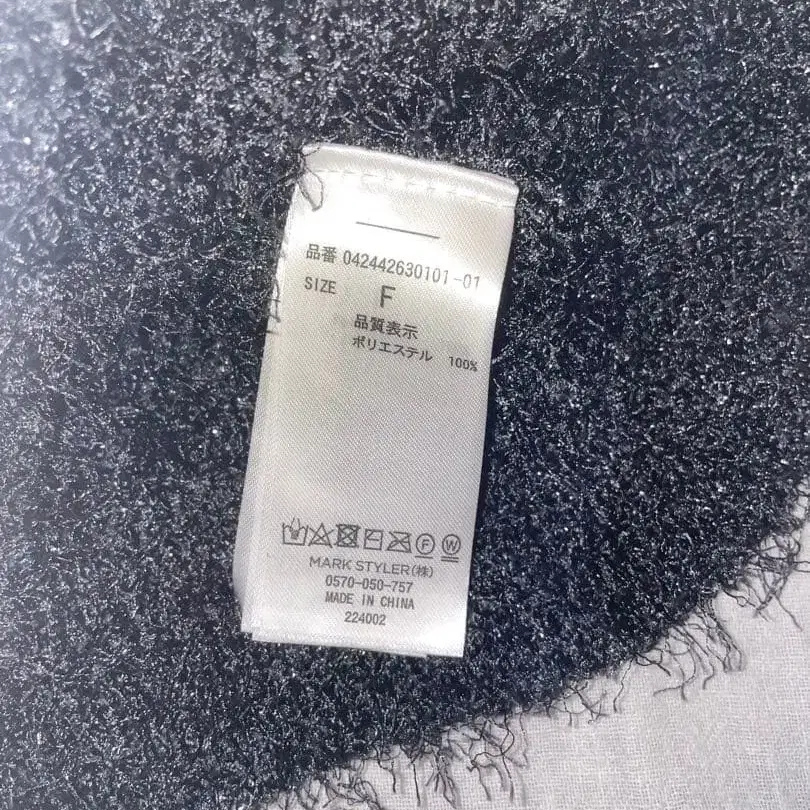 品番 042442630101-01
SIZE F
品質表示
ポリエステル 100%
F W
MARK STYLER(株)
0570-050-757
MADE IN CHINA
224002